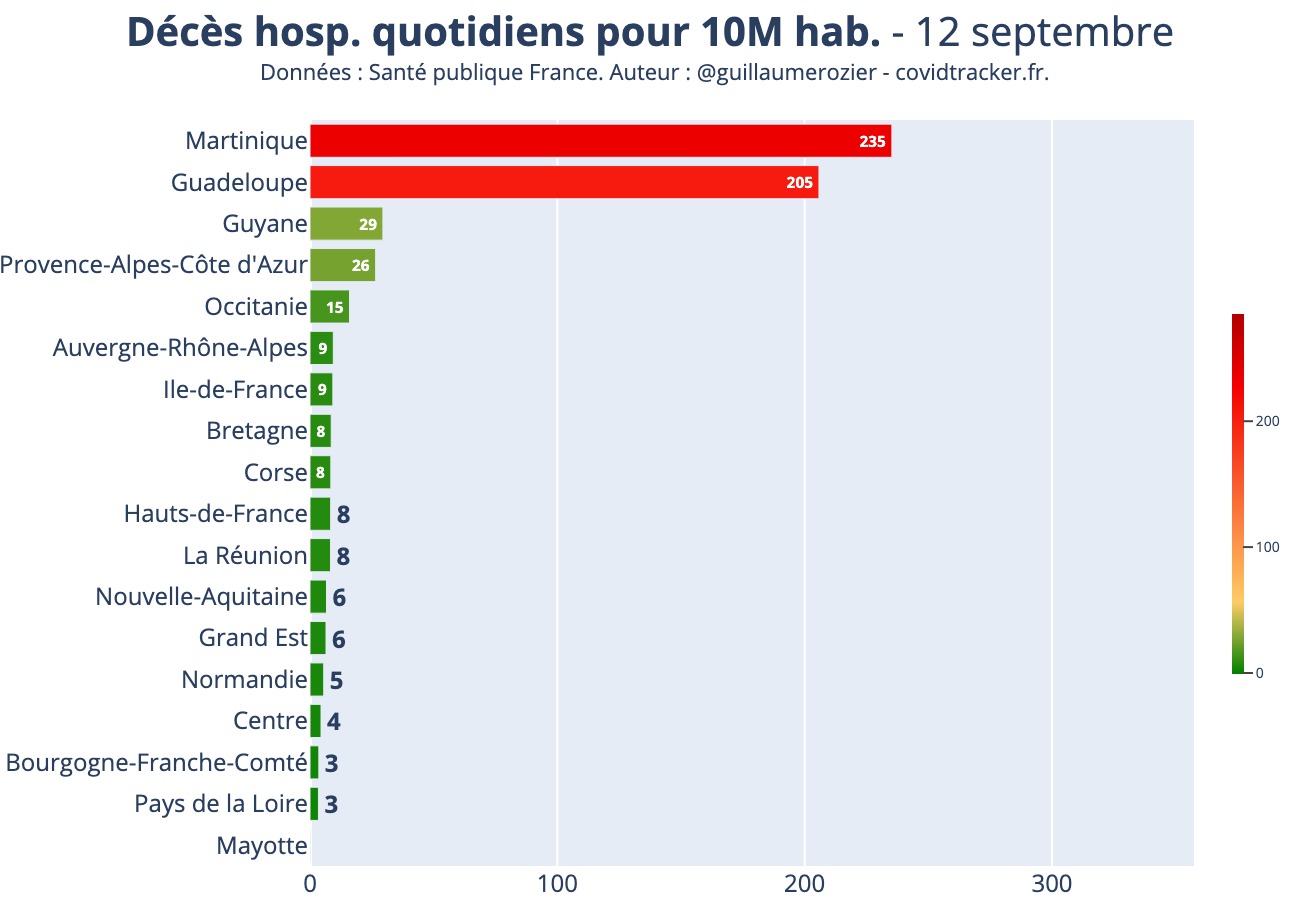 Décès hosp. quotidiens pour 10M hab. - 12 septembre
Données : Santé publique France. Auteur : @guillaumerozier - covidtracker.fr.
Martinique 235
Guadeloupe 205
Guyane 29
Provence-Alpes-Côte d'Azur 26
Occitanie 15
Auvergne-Rhône-Alpes 9
Ile-de-France 9
Bretagne 8
Corse 8
Hauts-de-France 8
La Réunion 8
Nouvelle-Aquitaine 6
Grand Est 6
Normandie 5
Centre 4
Bourgogne-Franche-Comté 3
Pays de la Loire 3
Mayotte
0 100 200 300
200
100
0